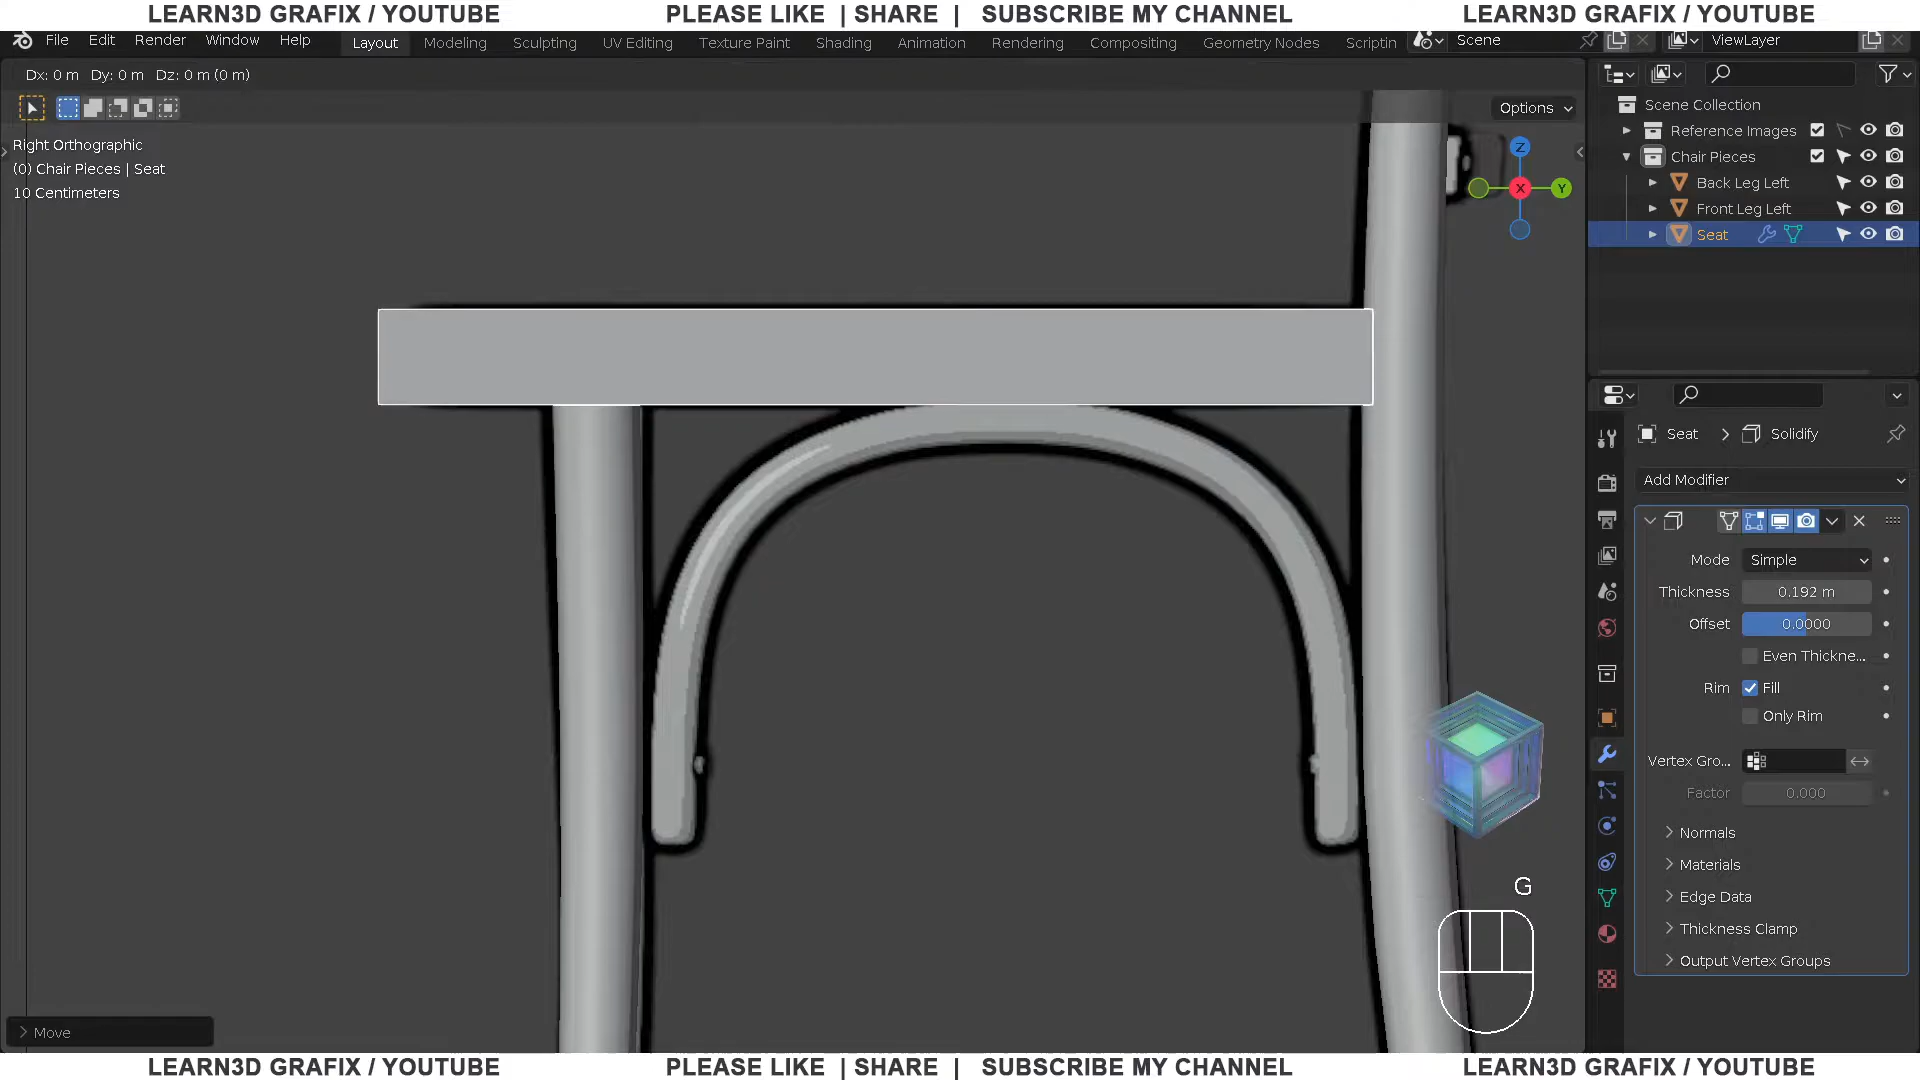 LEARN3D GRAFIX / YOUTUBE PLEASE LIKE | SHARE | SUBSCRIBE MY CHANNEL LEARN3D GRAFIX / YOUTUBE
File Edit Render Window Help Layout Modeling Sculpting UV Editing Texture Paint Shading Animation Rendering Compositing Geometry Nodes Scriptin Scene ViewLayer
Dx: 0 m Dy: 0 m Dz: 0 m (0 m)
Options
Right Orthographic
(0) Chair Pieces | Seat
10 Centimeters
Z
X
Y
Scene Collection
Reference Images
Chair Pieces
Back Leg Left
Front Leg Left
Seat
Seat > Solidify
Add Modifier
Mode Simple
Thickness 0.192 m
Offset 0.0000
Even Thickne...
Rim Fill
Only Rim
Vertex Gro...
Factor 0.000
Normals
Materials
Edge Data
Thickness Clamp
Output Vertex Groups
G
Move
LEARN3D GRAFIX / YOUTUBE PLEASE LIKE | SHARE | SUBSCRIBE MY CHANNEL LEARN3D GRAFIX / YOUTUBE